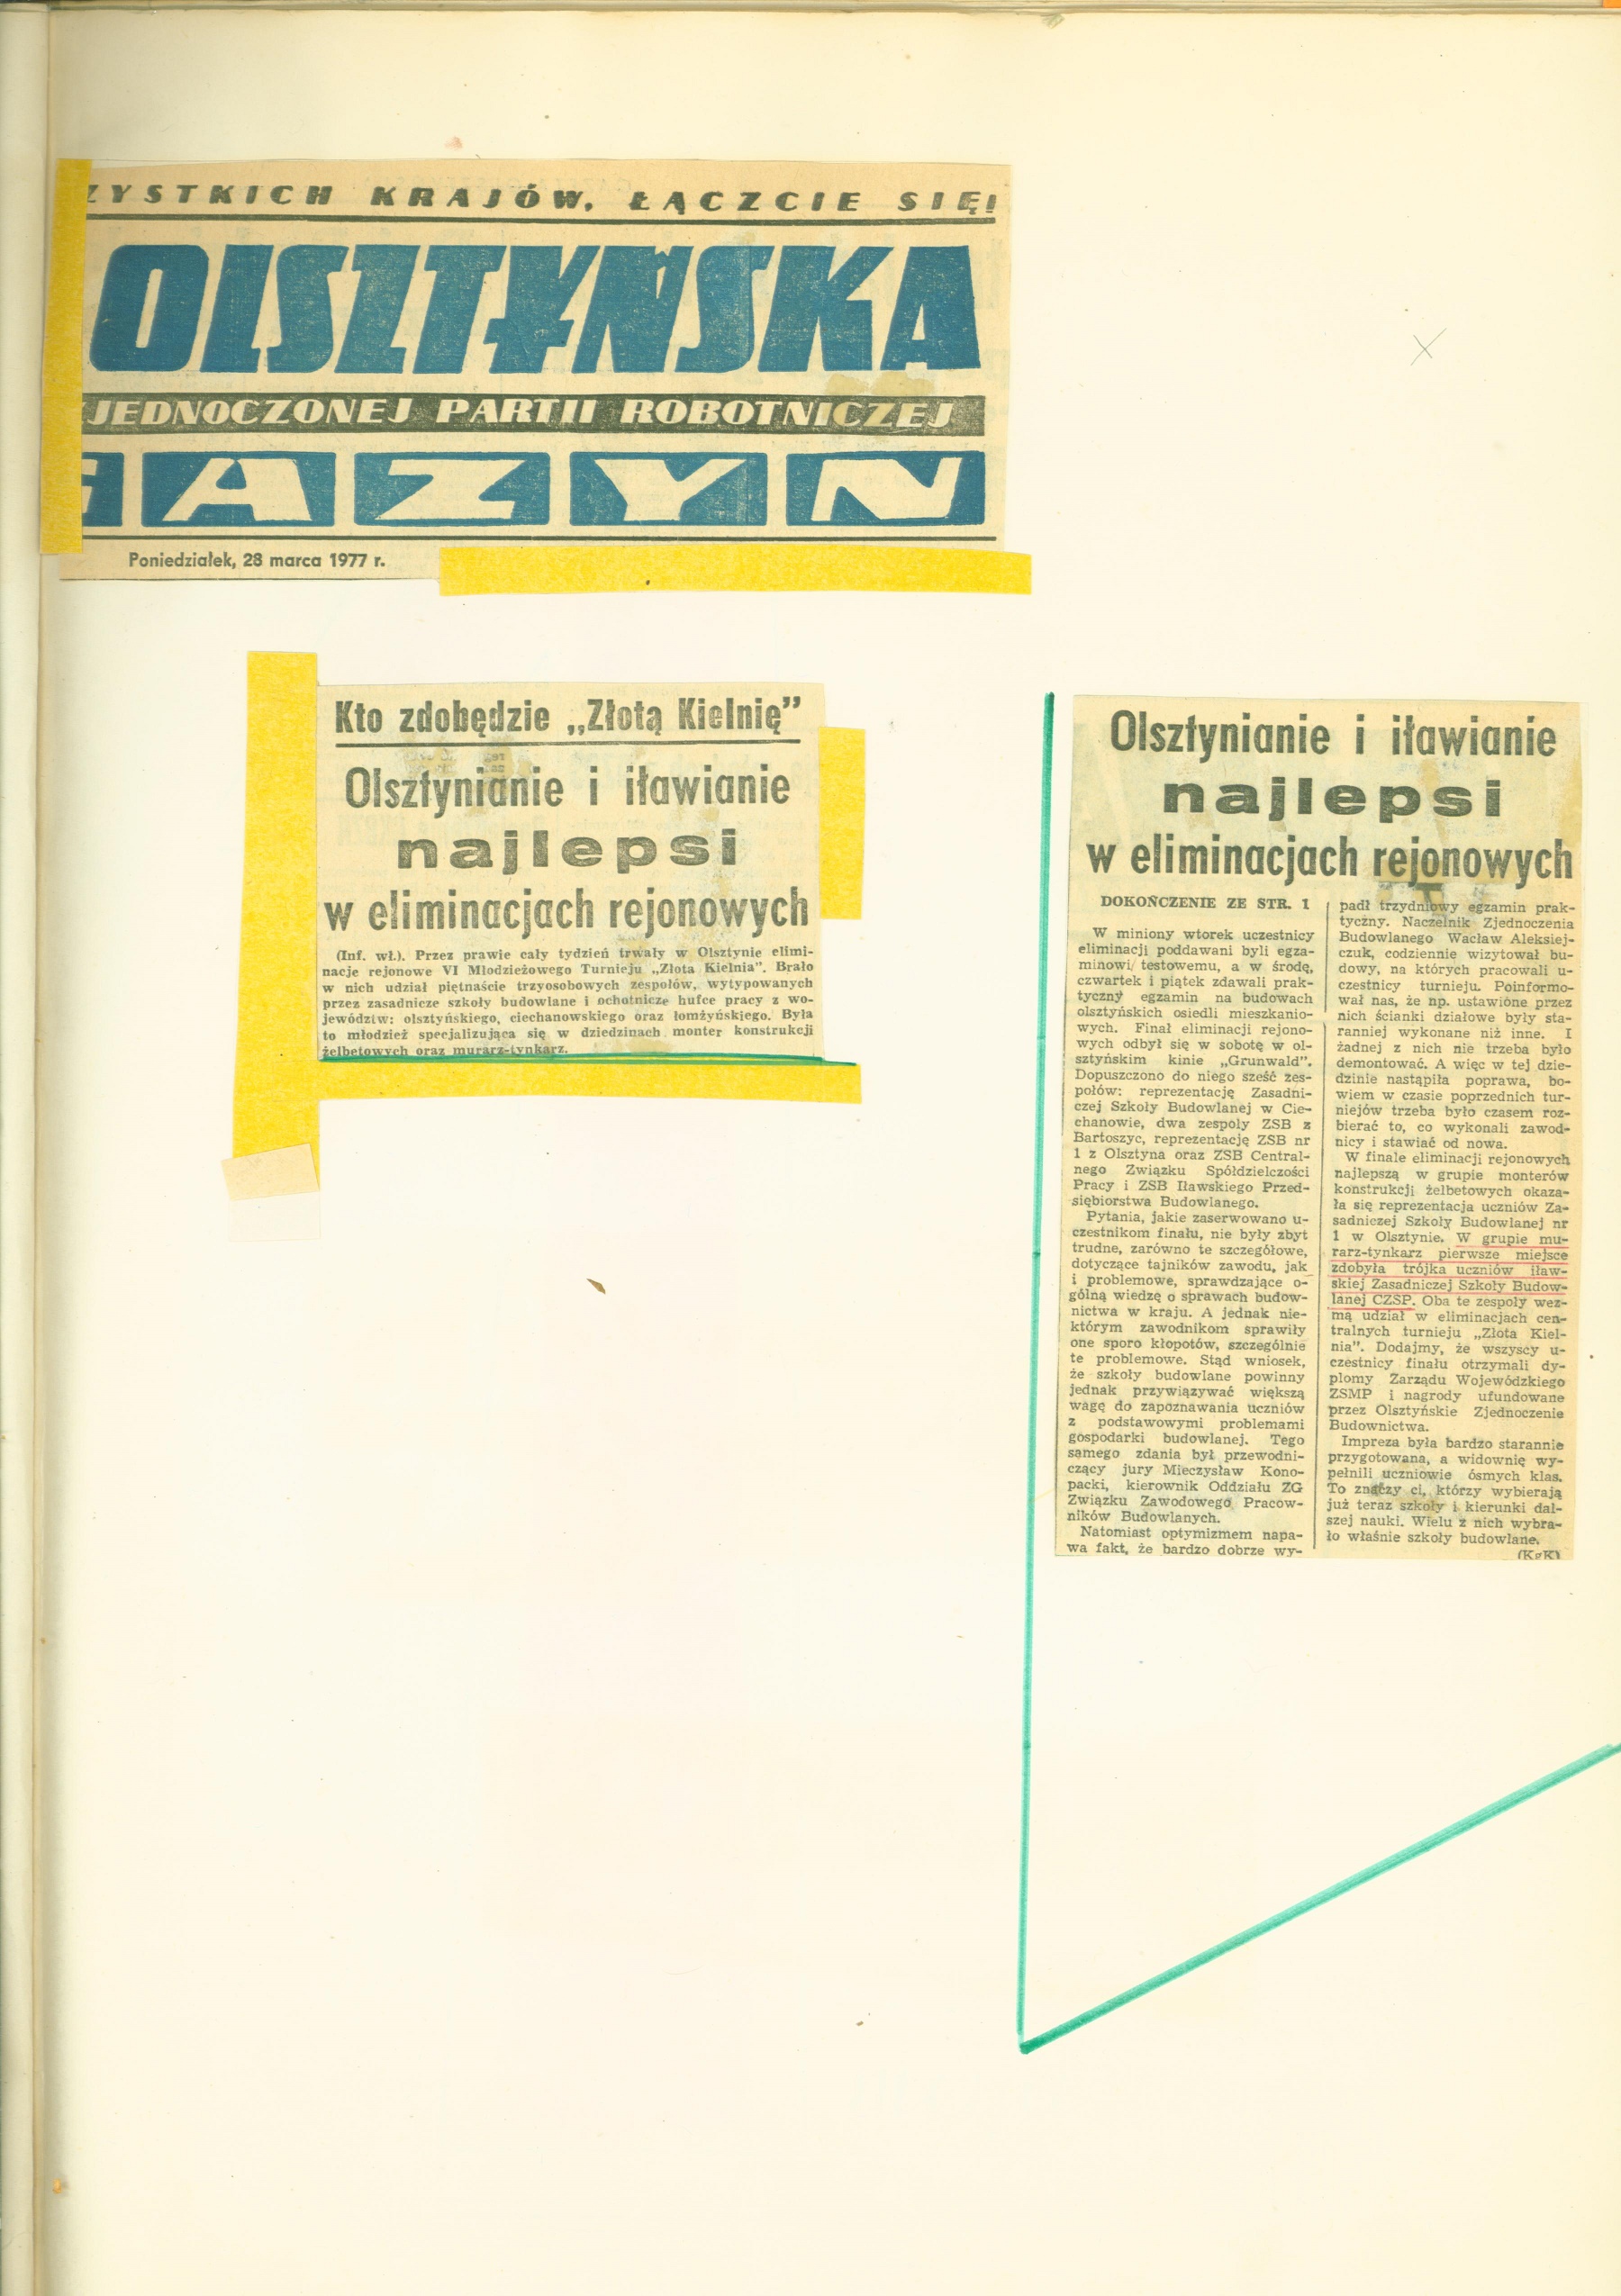 ZYSTKICH KRAJÓW, ŁĄCZCIE SIĘ!
OLSZTYŃSKA
JEDNOCZONEJ PARTII ROBOTNICZEJ
GAZYN
Poniedziałek, 28 marca 1977 r.
Kto zdobędzie „Złotą Kielnię”
Olsztynianie i iławianie
najlepsi
w eliminacjach rejonowych
(Inf. wł.). Przez prawie cały tydzień trwały w Olsztynie elimi-
nacje rejonowe VI Młodzieżowego Turnieju „Złota Kielnia”. Brało
w nich udział piętnaście trzyosobowych zespołów, wytypowanych
przez zasadnicze szkoły budowlane i ochotnicze hufce pracy z wo-
jewództw: olsztyńskiego, ciechanowskiego oraz łomżyńskiego. Była
to młodzież specjalizująca się w dziedzinach monter konstrukcji
żelbetowych oraz murarz-tynkarz.
Olsztynianie i iławianie
najlepsi
w eliminacjach rejonowych
DOKOŃCZENIE ZE STR. 1
W miniony wtorek uczestnicy
eliminacji poddawani byli egza-
minowi testowemu, a w środę,
czwartek i piątek zdawali prak-
tyczny egzamin na budowach
olsztyńskich osiedli mieszkanio-
wych. Finał eliminacji rejono-
wych odbył się w sobotę w ol-
sztyńskim kinie „Grunwald”.
Dopuszczono do niego sześć zes-
połów: reprezentację Zasadni-
czej Szkoły Budowlanej w Cie-
chanowie, dwa zespoły ZSB z
Bartoszyc, reprezentację ZSB nr
1 z Olsztyna oraz ZSB Central-
nego Związku Spółdzielczości
Pracy i ZSB Iławskiego Przed-
siębiorstwa Budowlanego.
Pytania, jakie zaserwowano u-
czestnikom finału, nie były zbyt
trudne, zarówno te szczegółowe,
dotyczące tajników zawodu, jak
i problemowe, sprawdzające o-
gólną wiedzę o sprawach budow-
nictwa w kraju. A jednak nie-
którym zawodnikom sprawiły
one sporo kłopotów, szczególnie
te problemowe. Stąd wniosek,
że szkoły budowlane powinny
jednak przywiązywać większą
wagę do zapoznawania uczniów
z podstawowymi problemami
gospodarki budowlanej. Tego
samego zdania był przewodni-
czący jury Mieczysław Kono-
packi, kierownik Oddziału ZG
Związku Zawodowego Pracow-
ników Budowlanych.
Natomiast optymizmem napa-
wa fakt, że bardzo dobrze wy-
padł trzydniowy egzamin prak-
tyczny. Naczelnik Zjednoczenia
Budowlanego Wacław Aleksiej-
czuk, codziennie wizytował bu-
dowy, na których pracowali u-
czestnicy turnieju. Poinformo-
wał nas, że np. ustawione przez
nich ścianki działowe były sta-
ranniej wykonane niż inne. I
żadnej z nich nie trzeba było
demontować. A więc w tej dzie-
dzinie nastąpiła poprawa, bo-
wiem w czasie poprzednich tur-
niejów trzeba było czasem roz-
bierać to, co wykonali zawod-
nicy i stawiać od nowa.
W finale eliminacji rejonowych
najlepszą w grupie monterów
konstrukcji żelbetowych okaza-
ła się reprezentacja uczniów Za-
sadniczej Szkoły Budowlanej nr
1 w Olsztynie. W grupie mu-
rarz-tynkarz pierwsze miejsce
zdobyła trójka uczniów iław-
skiej Zasadniczej Szkoły Budow-
lanej CZSP. Oba te zespoły wez-
mą udział w eliminacjach cen-
tralnych turnieju „Złota Kiel-
nia”. Dodajmy, że wszyscy u-
czestnicy finału otrzymali dy-
plomy Zarządu Wojewódzkiego
ZSMP i nagrody ufundowane
przez Olsztyńskie Zjednoczenie
Budownictwa.
Impreza była bardzo starannie
przygotowana, a widownię wy-
pełnili uczniowie ósmych klas.
To znaczy ci, którzy wybierają
już teraz szkoły i kierunki dal-
szej nauki. Wielu z nich wybra-
ło właśnie szkoły budowlane.
(KgK)